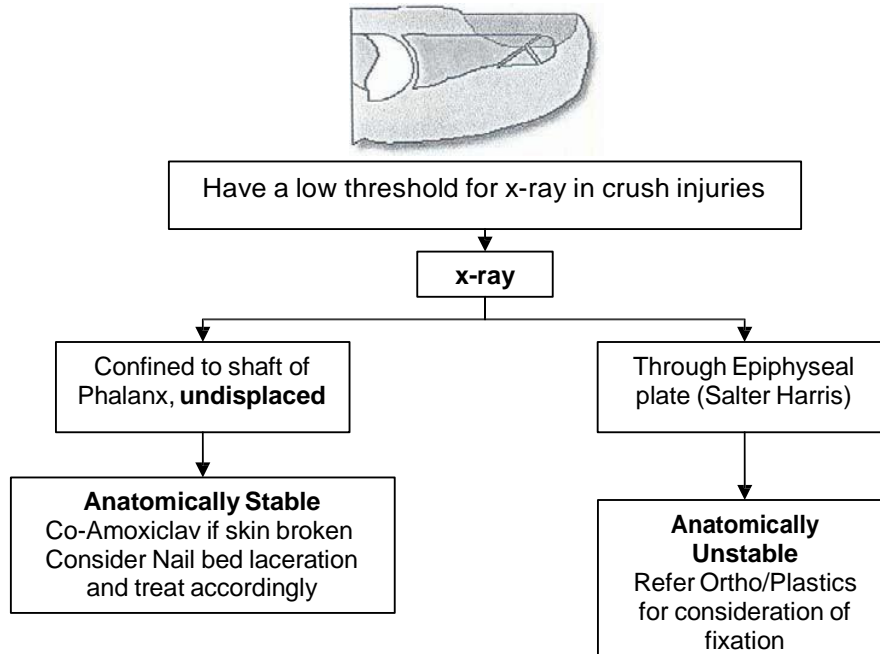 Have a low threshold for x-ray in crush injuries
x-ray
Confined to shaft of
Phalanx, undisplaced
Through Epiphyseal
plate (Salter Harris)
Anatomically Stable
Co-Amoxiclav if skin broken
Consider Nail bed laceration
and treat accordingly
Anatomically
Unstable
Refer Ortho/Plastics
for consideration of
fixation